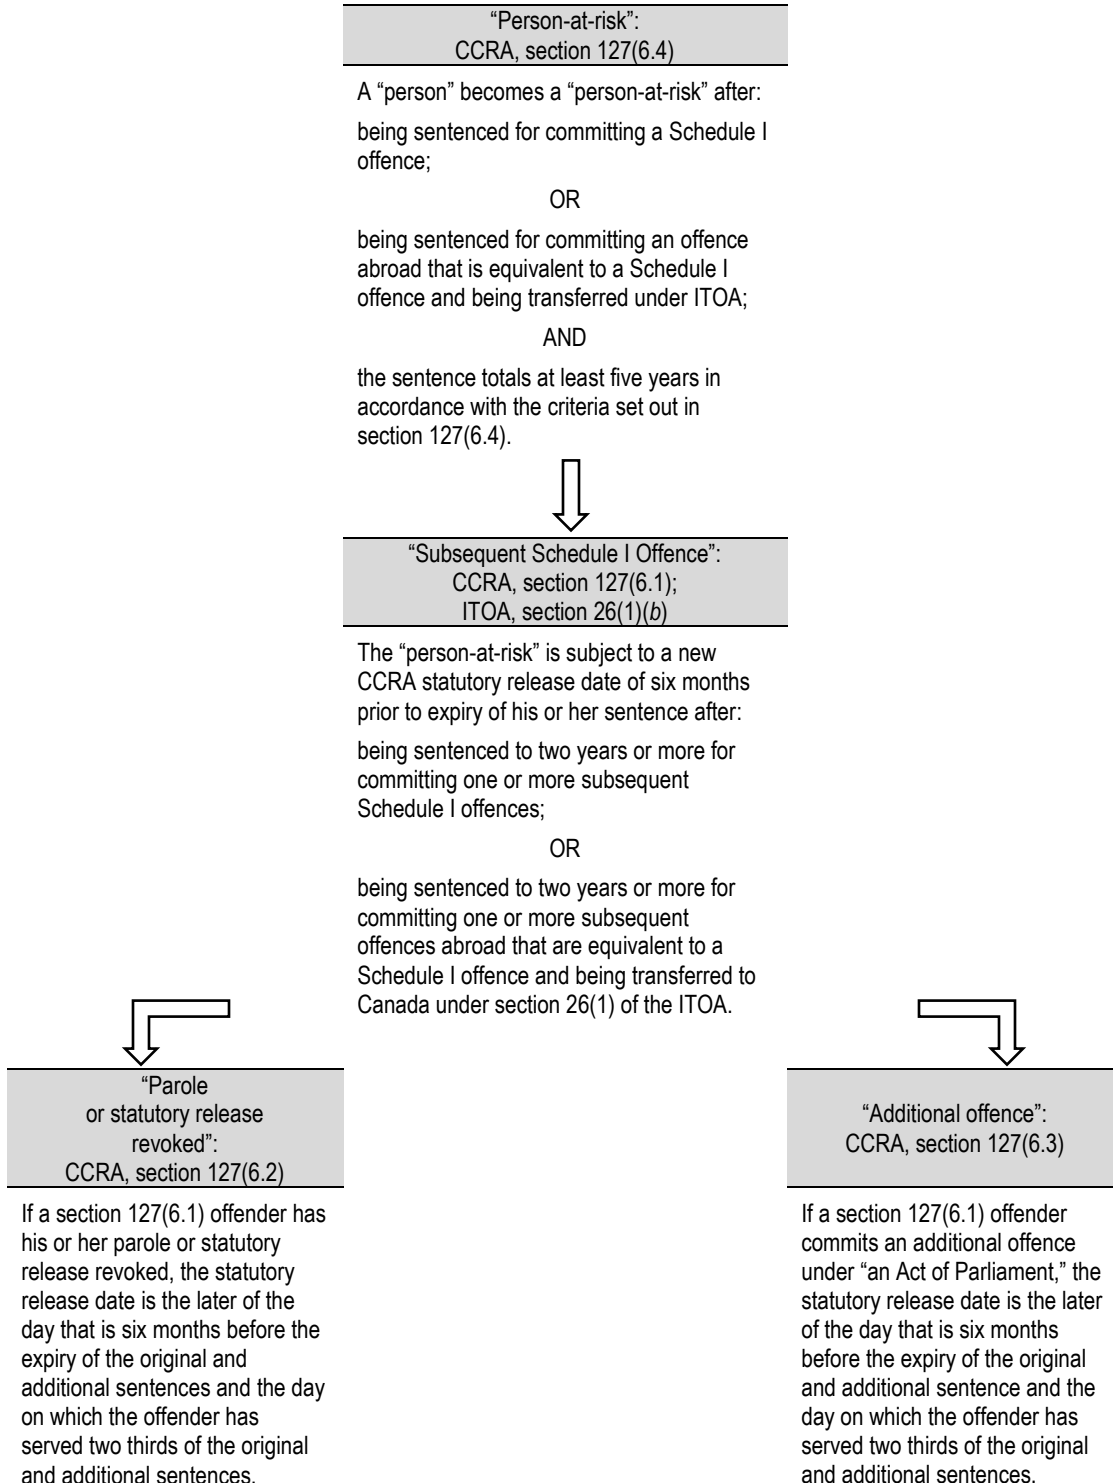 “Person-at-risk”:
CCRA, section 127(6.4)
A “person” becomes a “person-at-risk” after:
being sentenced for committing a Schedule I
offence;
OR
being sentenced for committing an offence
abroad that is equivalent to a Schedule I
offence and being transferred under ITOA;
AND
the sentence totals at least five years in
accordance with the criteria set out in
section 127(6.4).
“Subsequent Schedule I Offence”:
CCRA, section 127(6.1);
ITOA, section 26(1)(b)
The “person-at-risk” is subject to a new
CCRA statutory release date of six months
prior to expiry of his or her sentence after:
being sentenced to two years or more for
committing one or more subsequent
Schedule I offences;
OR
being sentenced to two years or more for
committing one or more subsequent
offences abroad that are equivalent to a
Schedule I offence and being transferred to
Canada under section 26(1) of the ITOA.
“Parole
or statutory release
revoked”:
CCRA, section 127(6.2)
If a section 127(6.1) offender has
his or her parole or statutory
release revoked, the statutory
release date is the later of the
day that is six months before the
expiry of the original and
additional sentences and the day
on which the offender has
served two thirds of the original
and additional sentences.
“Additional offence”:
CCRA, section 127(6.3)
If a section 127(6.1) offender
commits an additional offence
under “an Act of Parliament,” the
statutory release date is the later
of the day that is six months
before the expiry of the original
and additional sentence and the
day on which the offender has
served two thirds of the original
and additional sentences.